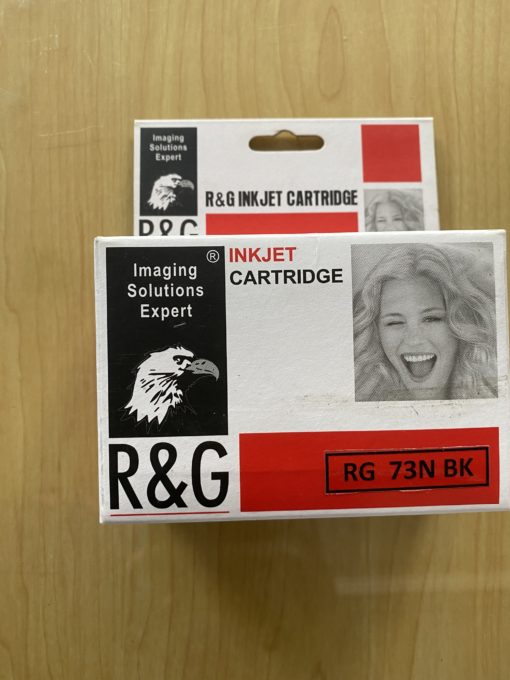 Imaging
Solutions
Expert
R&G
R&G INKJET CARTRIDGE
Imaging
Solutions
Expert
®
R&G
INKJET
CARTRIDGE
RG 73N BK